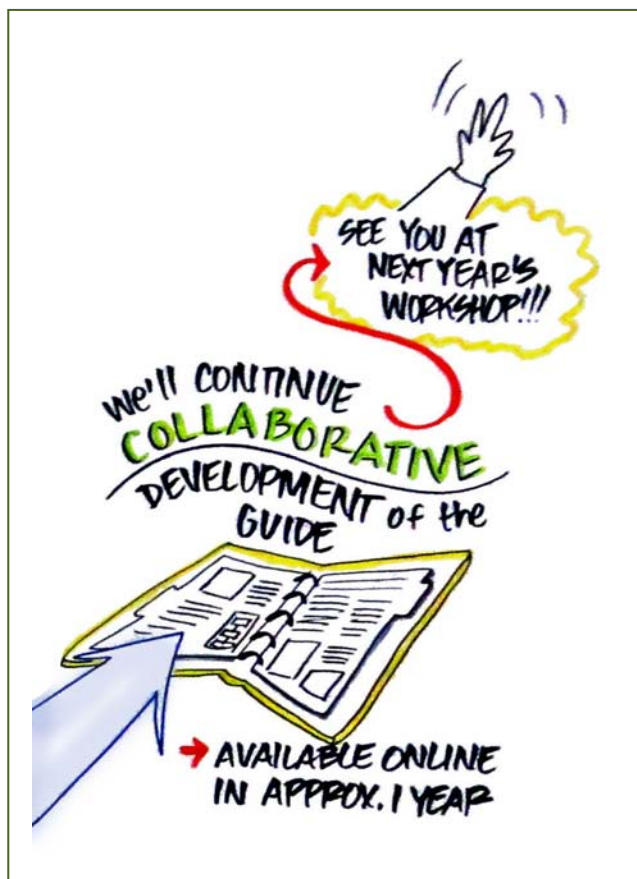 SEE YOU AT
NEXT YEAR'S
WORKSHOP!!!
We'll CONTINUE
COLLABORATIVE
DEVELOPMENT of the
GUIDE
AVAILABLE ONLINE
IN APPROX. 1 YEAR